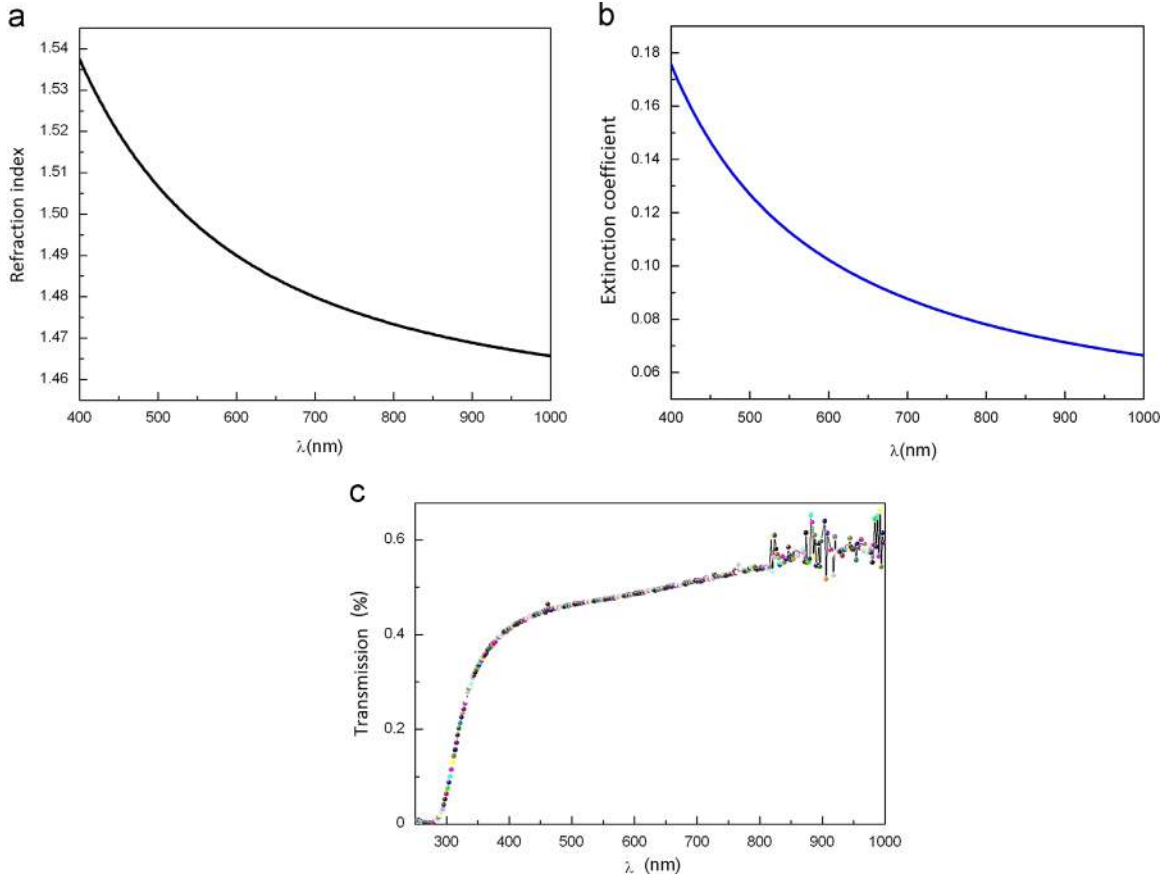 a
1.54
1.53
1.52
1.51
1.50
1.49
1.48
1.47
1.46
Refraction index
400 500 600 700 800 900 1000
λ(nm)
b
0.18
0.16
0.14
0.12
0.10
0.08
0.06
Extinction coefficient
400 500 600 700 800 900 1000
λ(nm)
c
0.6
0.4
0.2
0
Transmission (%)
300 400 500 600 700 800 900 1000
λ (nm)